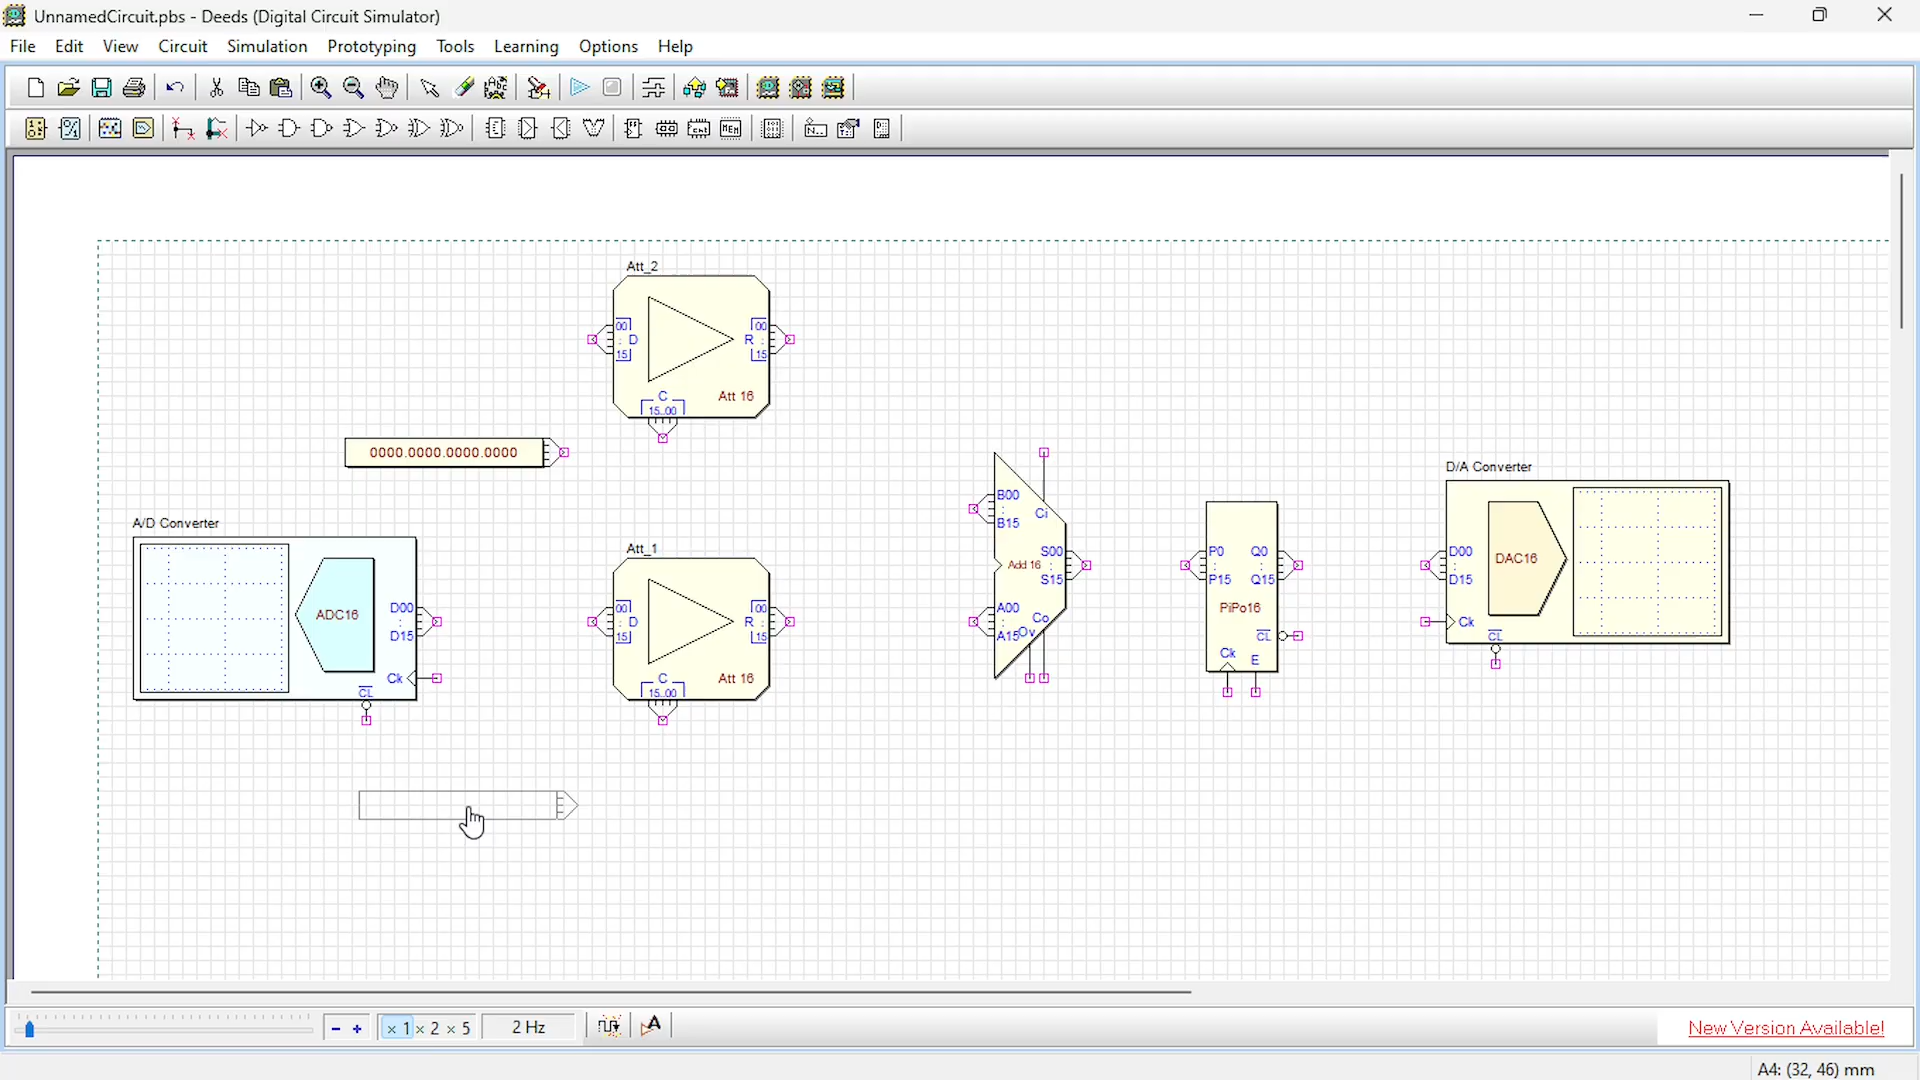 UnnamedCircuit.pbs - Deeds (Digital Circuit Simulator)
File Edit View Circuit Simulation Prototyping Tools Learning Options Help
Att_2
00 D 15
R 00 15
C 15..00
Att 16
0000.0000.0000.0000
A/D Converter
ADC16
D00
:
D15
Ck
CL
Att_1
00 D 15
R 00 15
C 15..00
Att 16
B00
:
B15
Ci
S00
:
S15
Add 16
A00
:
A15
Ov
Co
P0
:
P15
Q0
:
Q15
PiPo16
CL
Ck
E
D/A Converter
D00
:
D15
DAC16
Ck
CL
- + x 1 x 2 x 5 2 Hz
New Version Available!
A4: (32, 46) mm